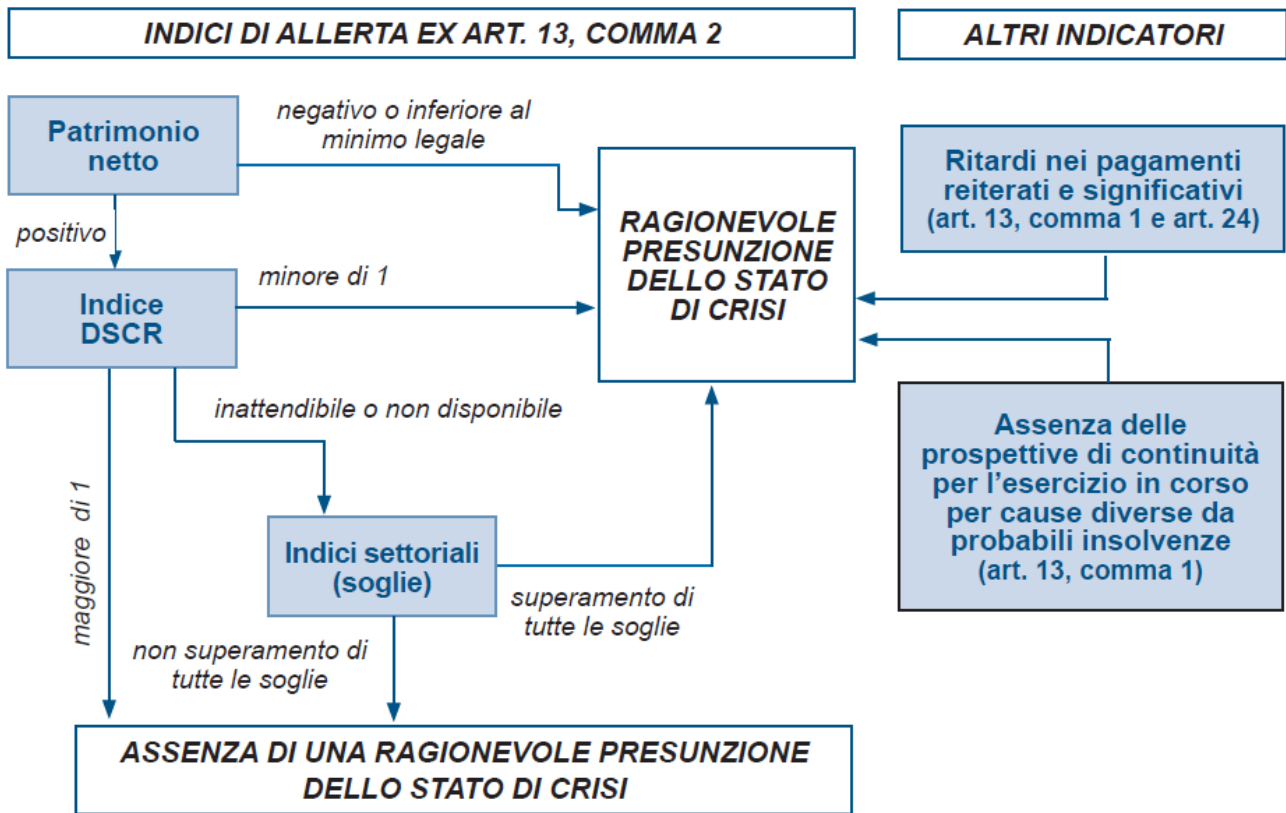 INDICI DI ALLERTA EX ART. 13, COMMA 2
ALTRI INDICATORI
Patrimonio
netto
negativo o inferiore al
minimo legale
positivo
Indice
DSCR
minore di 1
RAGIONEVOLE
PRESUNZIONE
DELLO STATO
DI CRISI
Ritardi nei pagamenti
reiterati e significativi
(art. 13, comma 1 e art. 24)
inattendibile o non disponibile
maggiore di 1
Indici settoriali
(soglie)
superamento di
tutte le soglie
non superamento di
tutte le soglie
Assenza delle
prospettive di continuità
per l'esercizio in corso
per cause diverse da
probabili insolvenze
(art. 13, comma 1)
ASSENZA DI UNA RAGIONEVOLE PRESUNZIONE
DELLO STATO DI CRISI